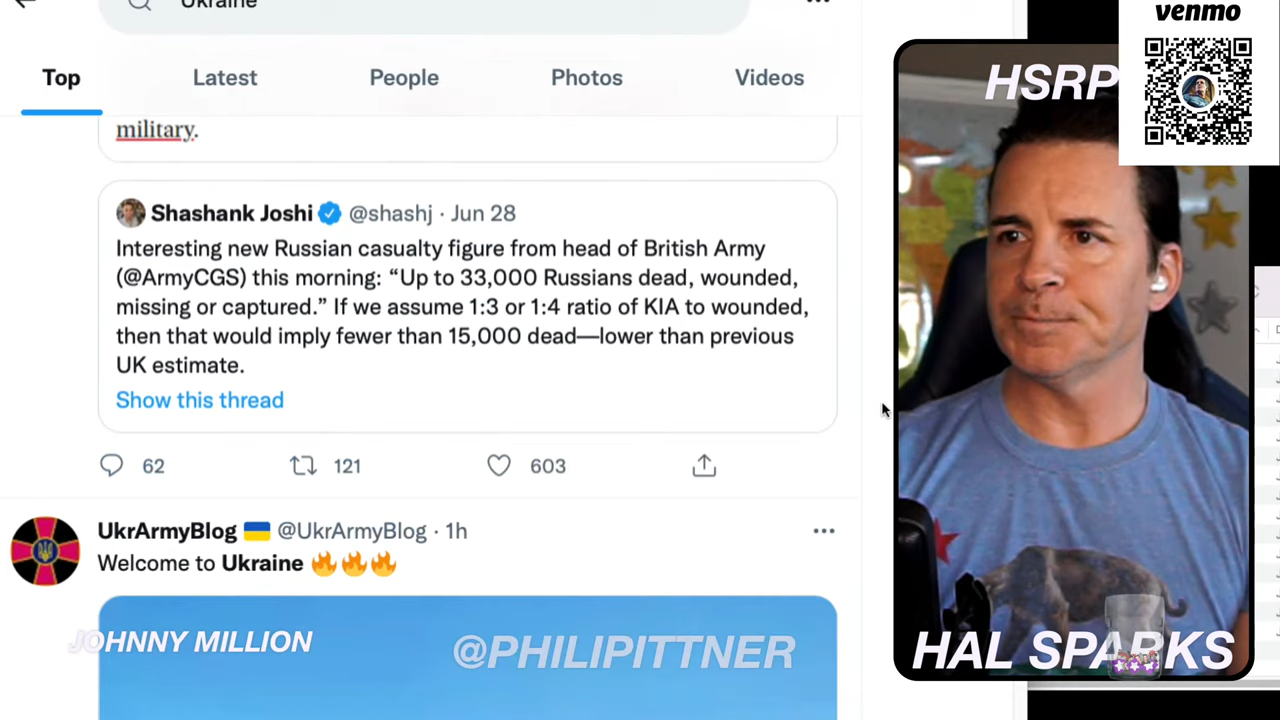 Ukraine
Top
Latest
People
Photos
Videos
military.
Shashank Joshi @shashj · Jun 28
Interesting new Russian casualty figure from head of British Army
(@ArmyCGS) this morning: “Up to 33,000 Russians dead, wounded,
missing or captured.” If we assume 1:3 or 1:4 ratio of KIA to wounded,
then that would imply fewer than 15,000 dead—lower than previous
UK estimate.
Show this thread
62
121
603
UkrArmyBlog 🇺🇦 @UkrArmyBlog · 1h
Welcome to Ukraine 🔥🔥🔥
JOHNNY MILLION
@PHILIPITTNER
venmo
HSRP
HAL SPARKS